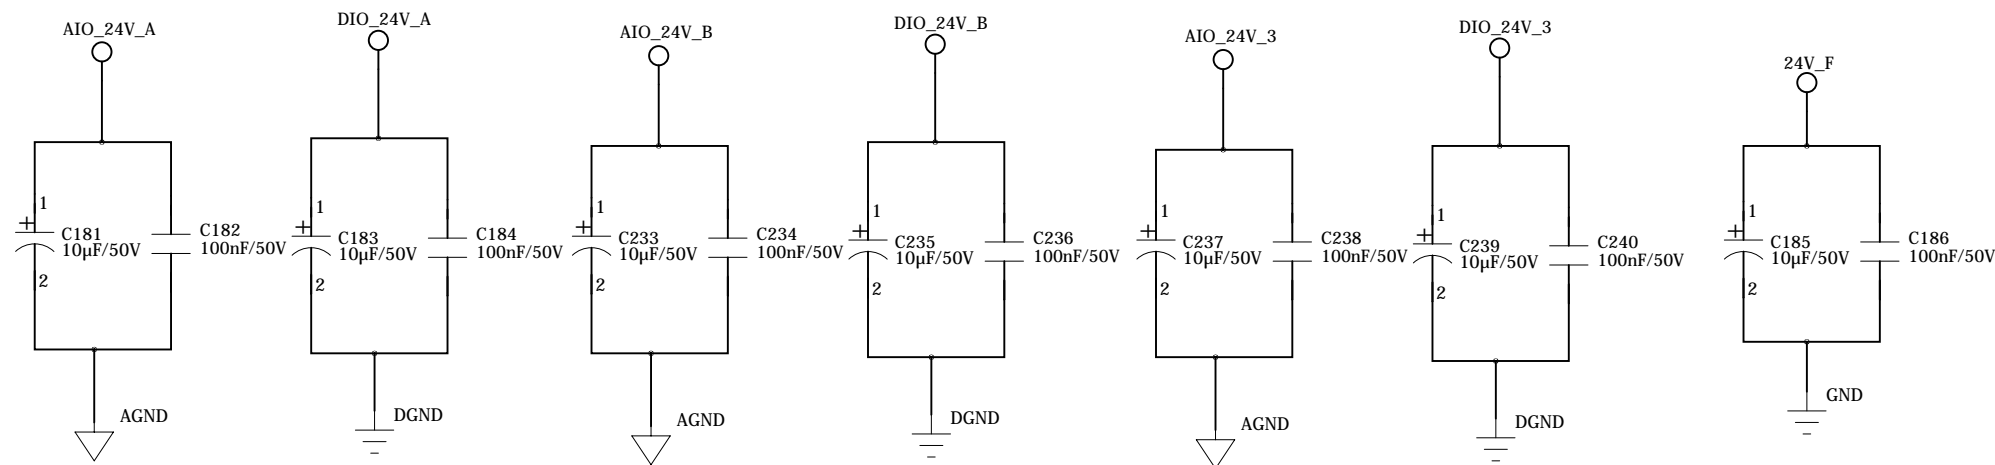 AIO_24V_A
1
+
C181
10µF/50V
2
C182
100nF/50V
AGND
DIO_24V_A
1
+
C183
10µF/50V
2
C184
100nF/50V
DGND
AIO_24V_B
1
+
C233
10µF/50V
2
C234
100nF/50V
AGND
DIO_24V_B
1
+
C235
10µF/50V
2
C236
100nF/50V
DGND
AIO_24V_3
1
+
C237
10µF/50V
2
C238
100nF/50V
AGND
DIO_24V_3
1
+
C239
10µF/50V
2
C240
100nF/50V
DGND
24V_F
1
+
C185
10µF/50V
2
C186
100nF/50V
GND